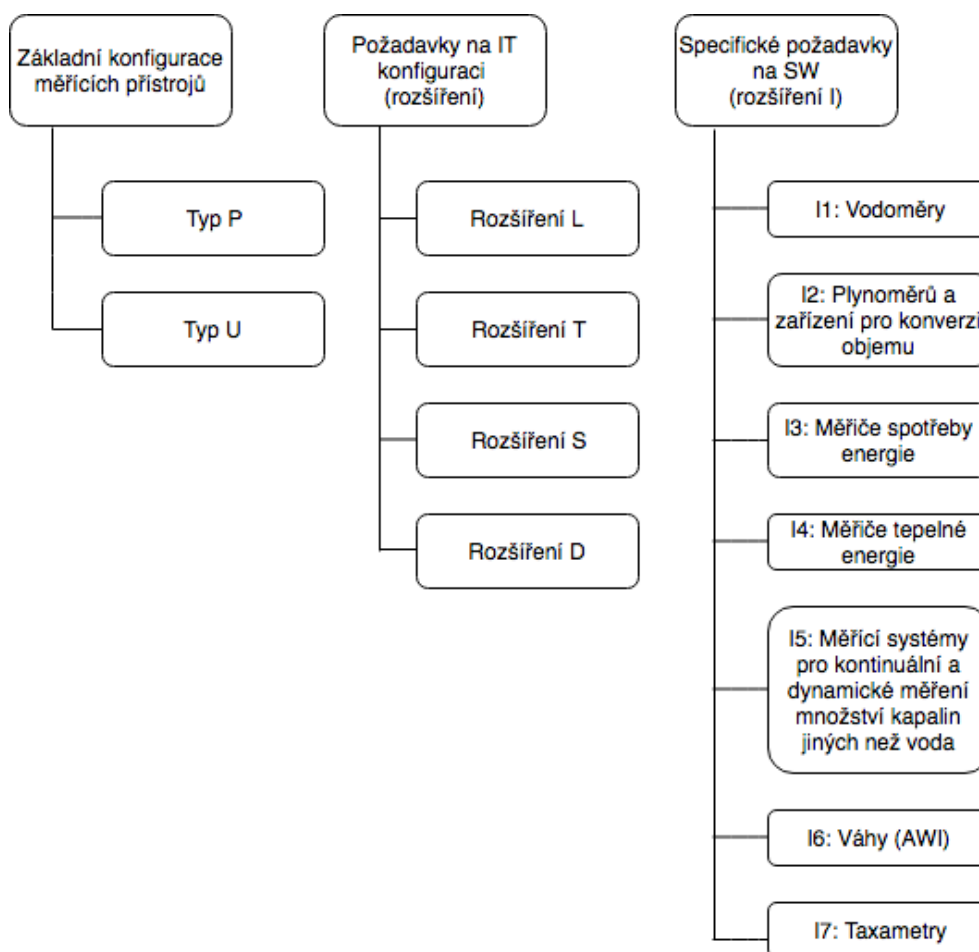 Základní konfigurace
měřících přístrojů
Typ P
Typ U
Požadavky na IT
konfiguraci
(rozšíření)
Rozšíření L
Rozšíření T
Rozšíření S
Rozšíření D
Specifické požadavky
na SW
(rozšíření I)
I1: Vodoměry
I2: Plynoměrů a
zařízení pro konverzi
objemu
I3: Měřiče spotřeby
energie
I4: Měřiče tepelné
energie
I5: Měřící systémy
pro kontinuální a
dynamické měření
množství kapalin
jiných než voda
I6: Váhy (AWI)
I7: Taxametry